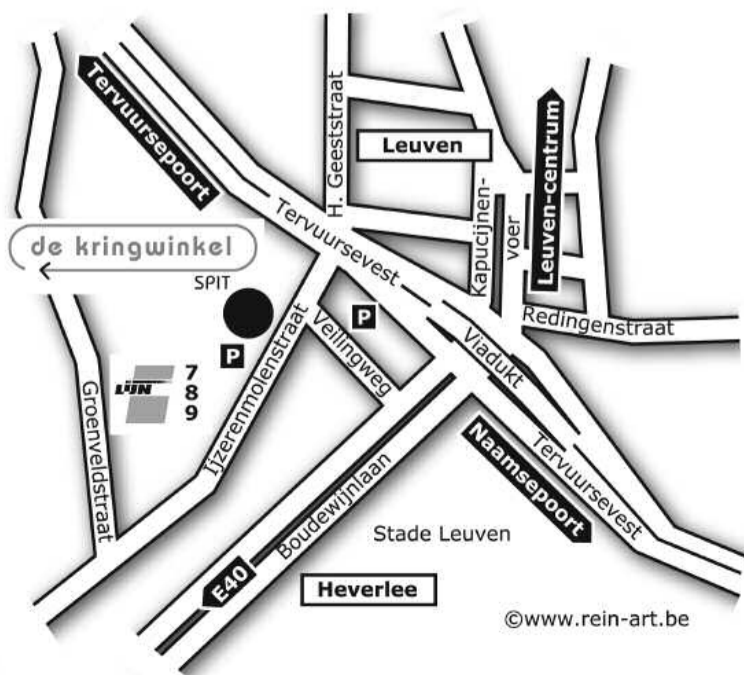 Tervuursepoort
H. Geeststraat
Leuven
Kapucijnen-
voer
Leuven-centrum
de kringwinkel
SPIT
Tervuursevest
P
P
Veilingweg
Viadukt
Redingenstraat
LIJN
7
8
9
Groenveldstraat
Ijzerenmolenstraat
Boudewijnlaan
Naamsepoort
Tervuursevest
Stade Leuven
E40
Heverlee
©www.rein-art.be